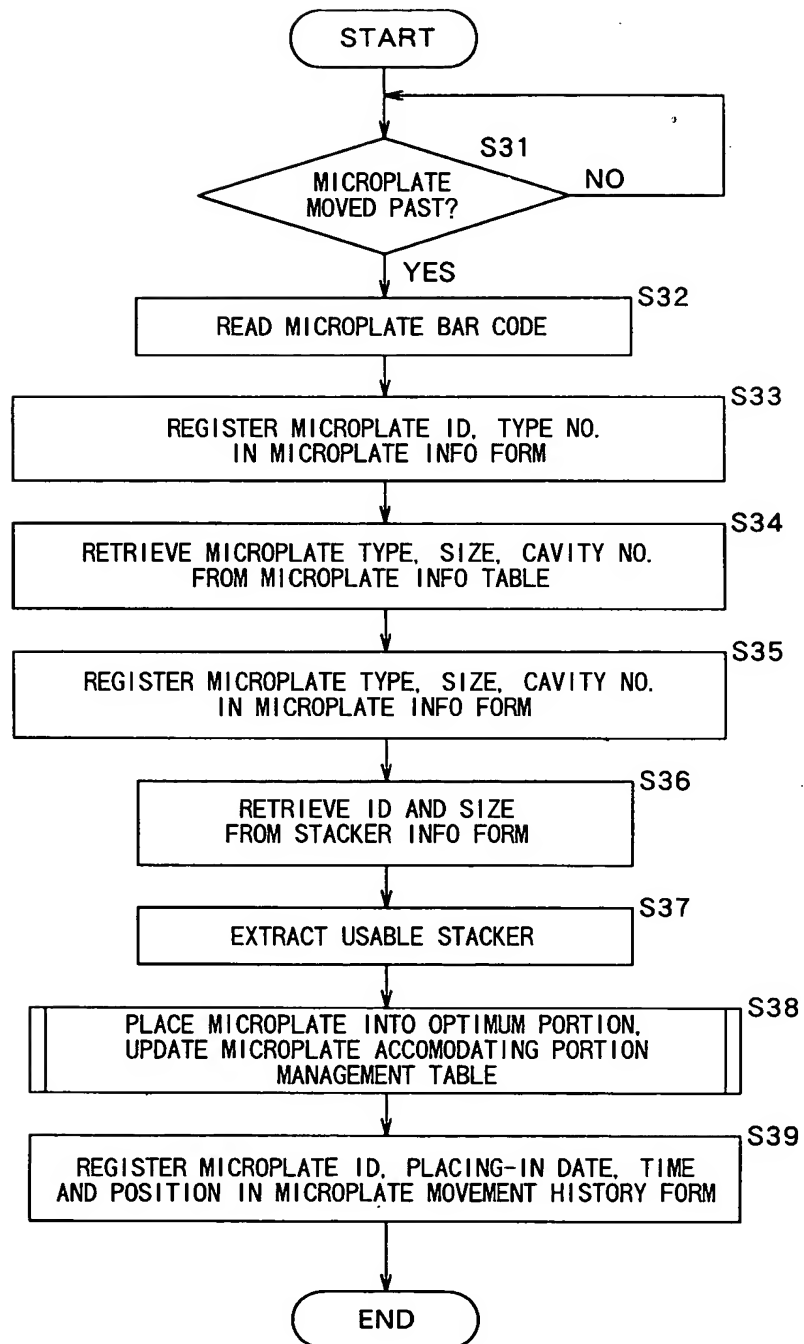 START
S31
MICROPLATE
MOVED PAST?
NO
YES
S32
READ MICROPLATE BAR CODE
S33
REGISTER MICROPLATE ID, TYPE NO.
IN MICROPLATE INFO FORM
S34
RETRIEVE MICROPLATE TYPE, SIZE, CAVITY NO.
FROM MICROPLATE INFO TABLE
S35
REGISTER MICROPLATE TYPE, SIZE, CAVITY NO.
IN MICROPLATE INFO FORM
S36
RETRIEVE ID AND SIZE
FROM STACKER INFO FORM
S37
EXTRACT USABLE STACKER
S38
PLACE MICROPLATE INTO OPTIMUM PORTION,
UPDATE MICROPLATE ACCOMODATING PORTION
MANAGEMENT TABLE
S39
REGISTER MICROPLATE ID, PLACING-IN DATE, TIME
AND POSITION IN MICROPLATE MOVEMENT HISTORY FORM
END